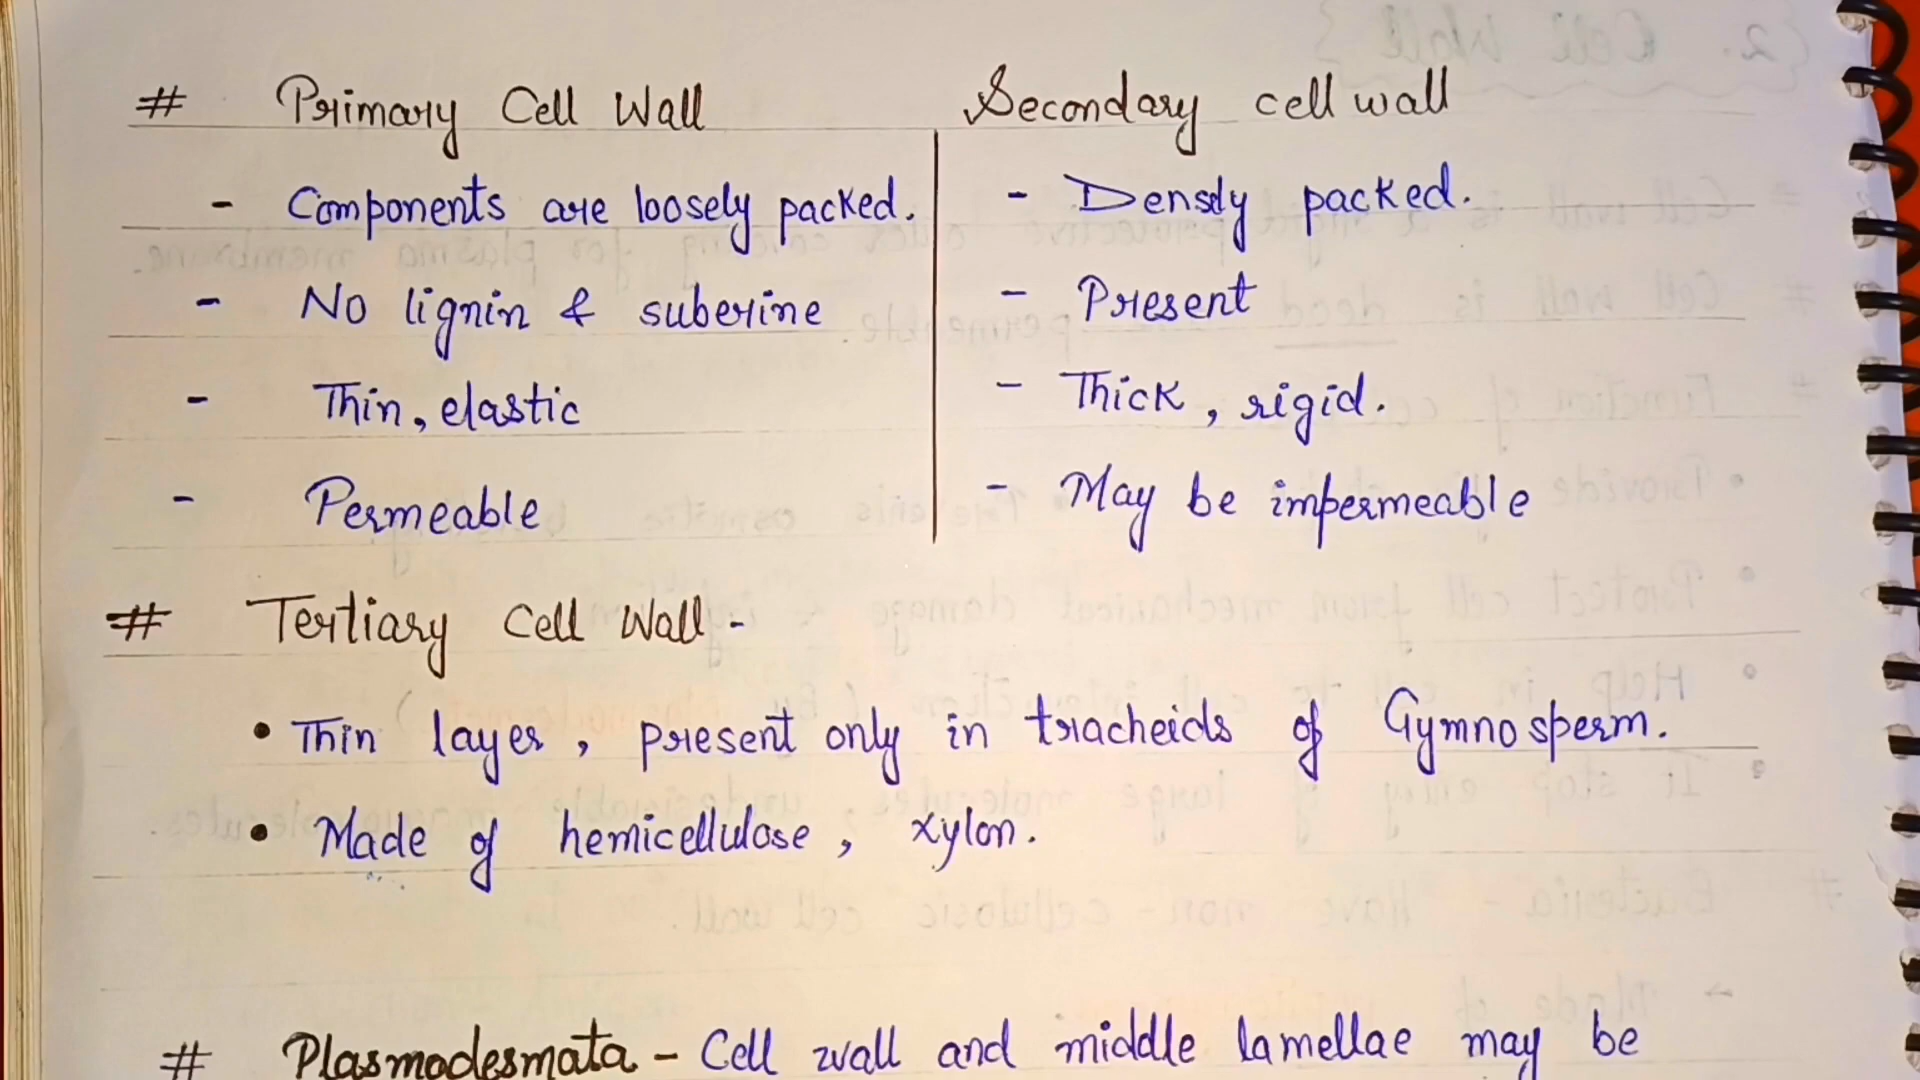 # Primary Cell Wall Secondary cell wall
- Components are loosely packed. - Densely packed.
- No lignin & suberine - Present
- Thin, elastic - Thick, rigid.
- Permeable - May be impermeable
# Tertiary Cell Wall -
• Thin layer, present only in tracheids of Gymnosperm.
• Made of hemicellulose, xylon.
# Plasmodesmata - Cell wall and middle lamellae may be